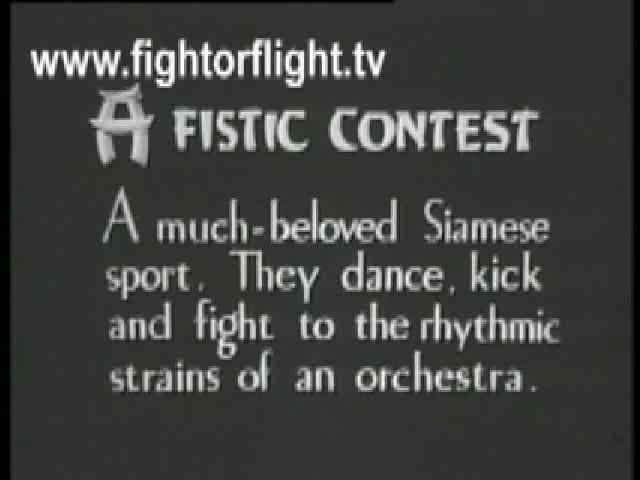 www.fightorflight.tv
A FISTIC CONTEST
A much-beloved Siamese
sport. They dance, kick
and fight to the rhythmic
strains of an orchestra.